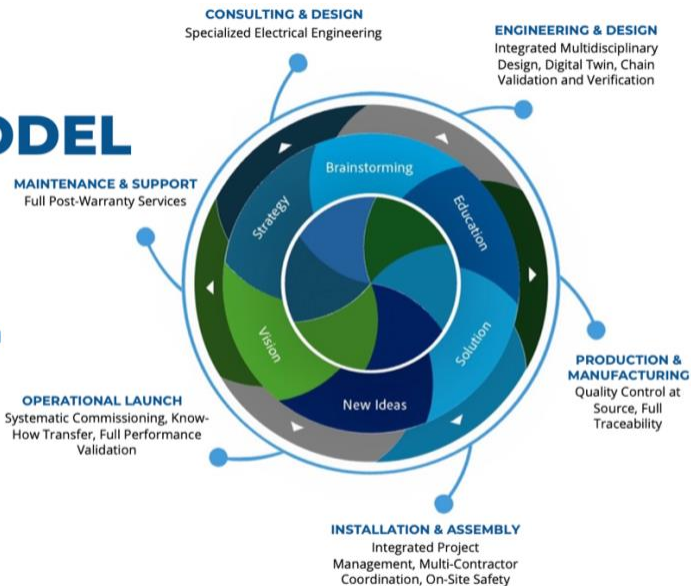 CONSULTING & DESIGN
Specialized Electrical Engineering
ENGINEERING & DESIGN
Integrated Multidisciplinary
Design, Digital Twin, Chain
Validation and Verification
ODEL
MAINTENANCE & SUPPORT
Full Post-Warranty Services
Brainstorming
Strategy
Education
Vision
Solution
New Ideas
PRODUCTION &
MANUFACTURING
Quality Control at
Source, Full
Traceability
OPERATIONAL LAUNCH
Systematic Commissioning, Know-
How Transfer, Full Performance
Validation
INSTALLATION & ASSEMBLY
Integrated Project
Management, Multi-Contractor
Coordination, On-Site Safety